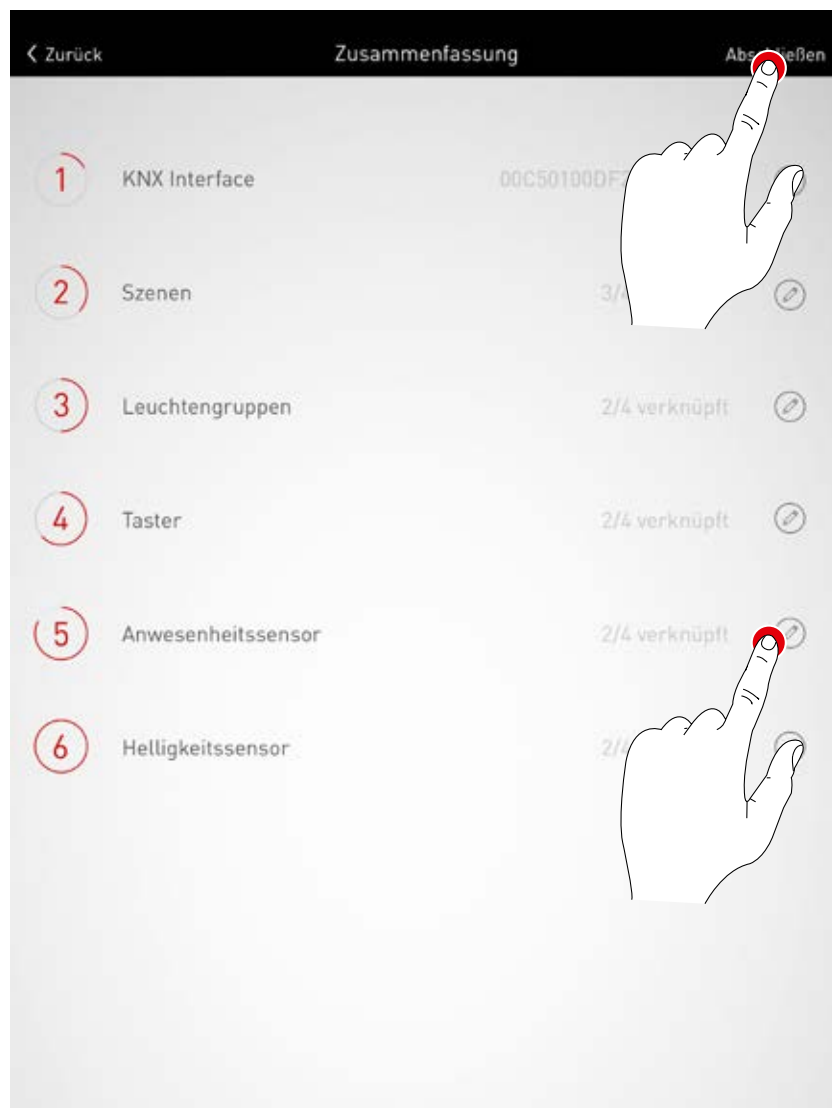 Zurück Zusammenfassung
1 KNX Interface
2 Szenen
3 Leuchtengruppen 2/4 verknüpft
4 Taster 2/4 verknüpft
5 Anwesenheitssensor 2/4 verknüpft
6 Helligkeitssensor